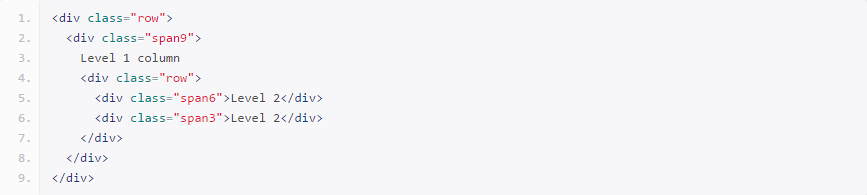 1. <div class="row">
2.   <div class="span9">
3.     Level 1 column
4.     <div class="row">
5.       <div class="span6">Level 2</div>
6.       <div class="span3">Level 2</div>
7.     </div>
8.   </div>
9. </div>